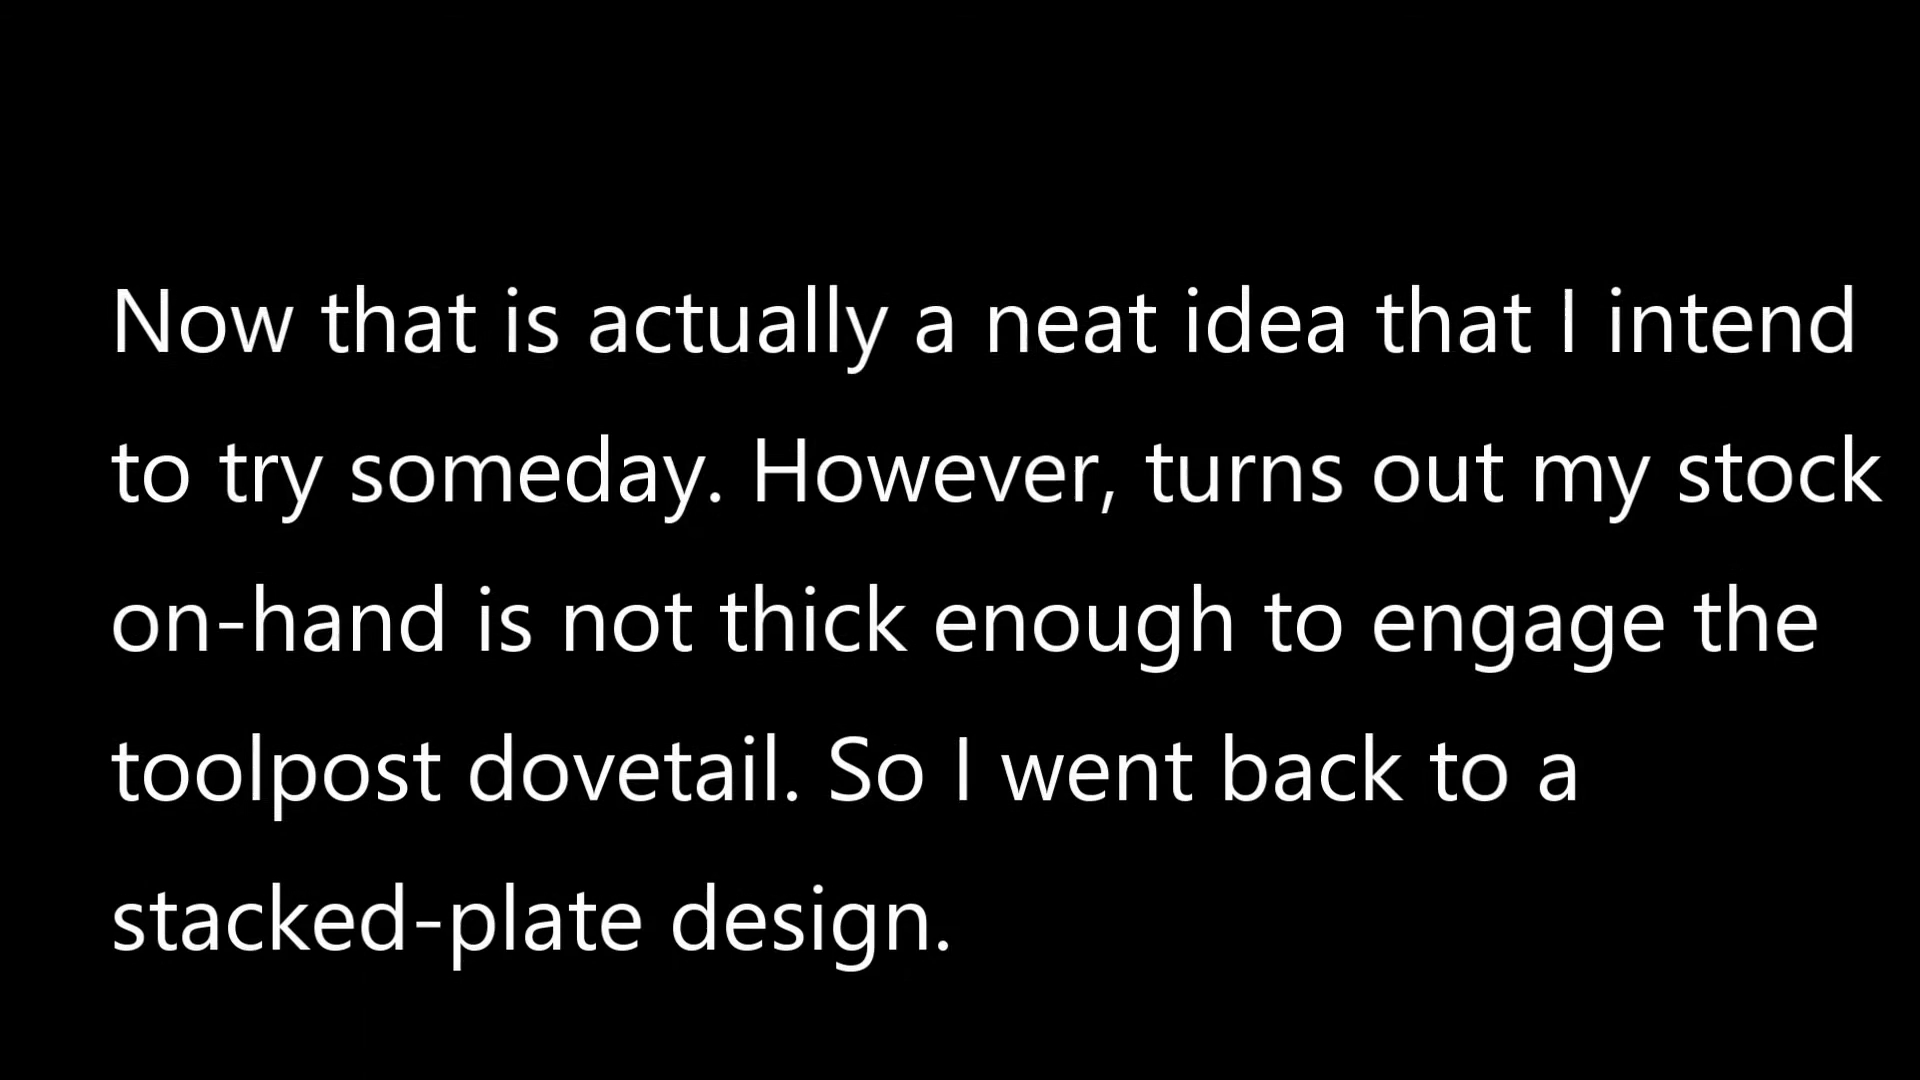 Now that is actually a neat idea that I intend
to try someday. However, turns out my stock
on-hand is not thick enough to engage the
toolpost dovetail. So I went back to a
stacked-plate design.